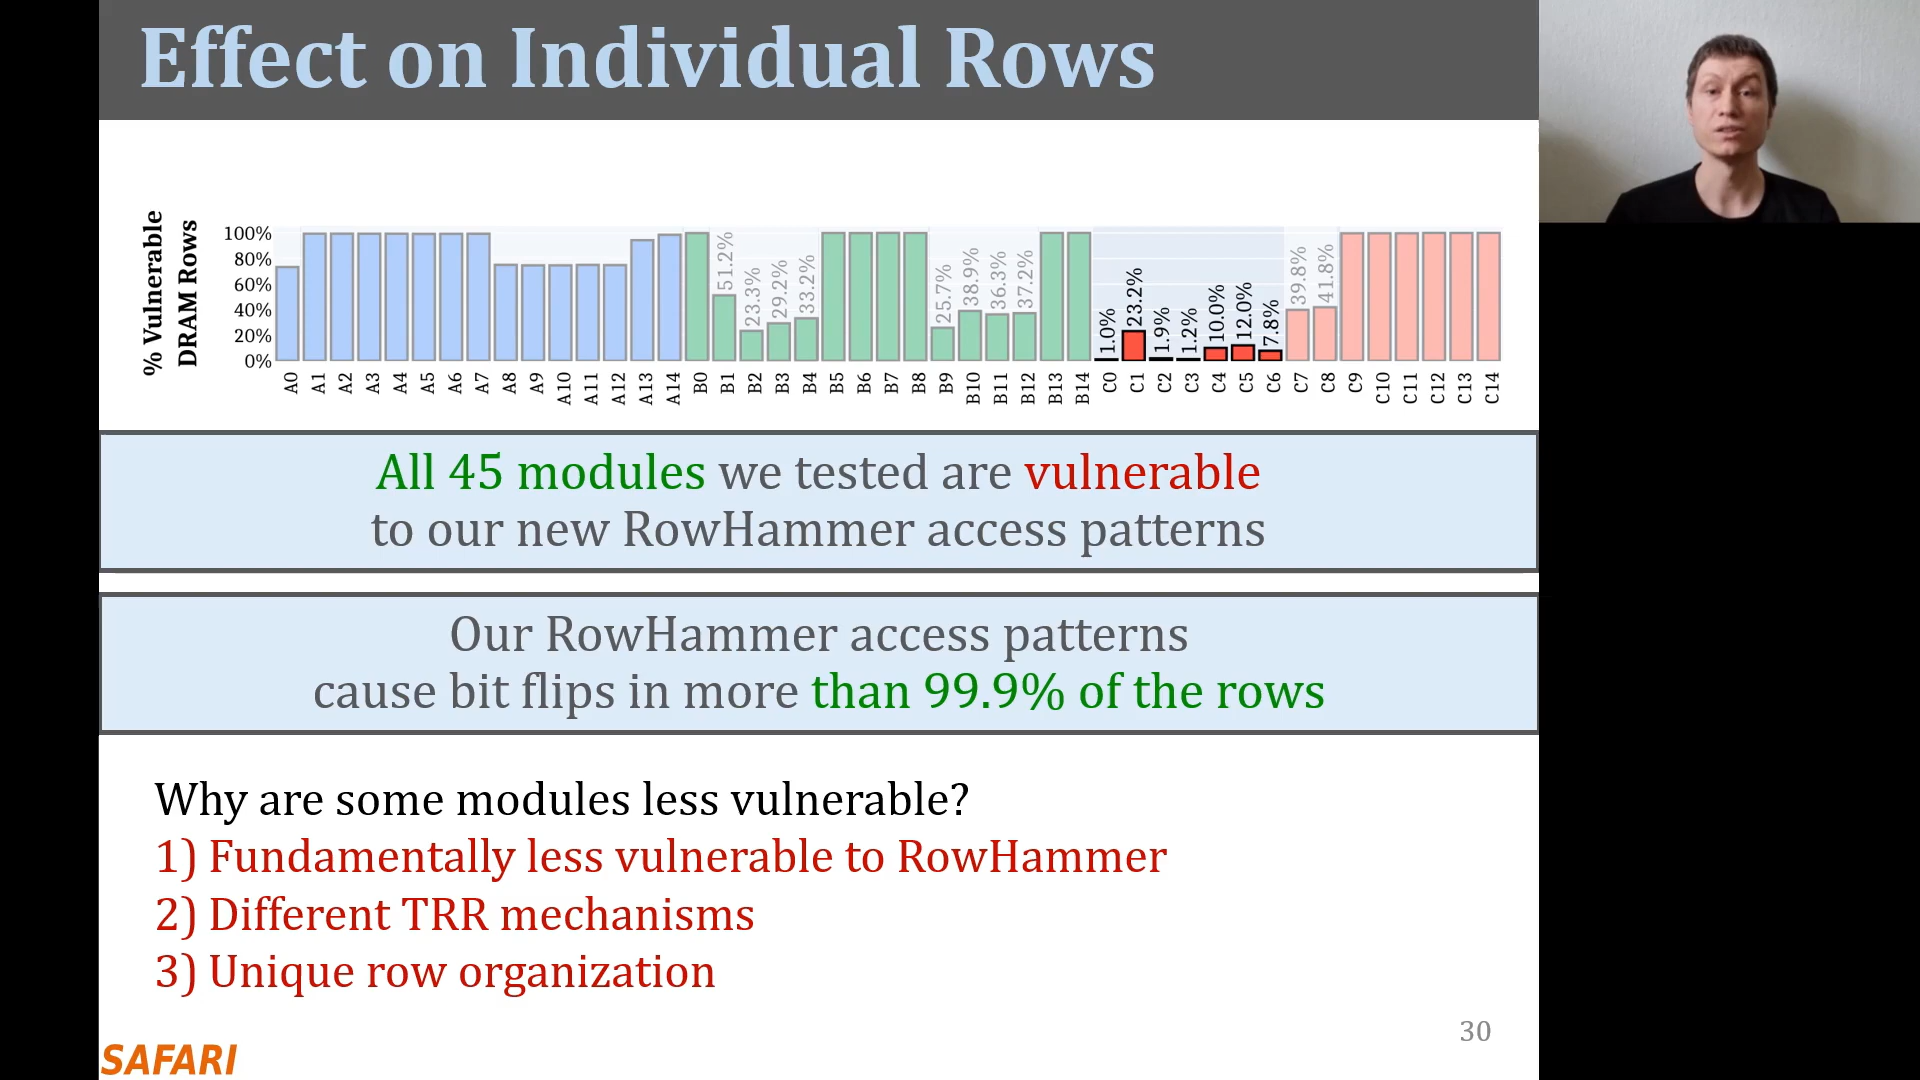 Effect on Individual Rows
% Vulnerable
DRAM Rows
100%
80%
60%
40%
20%
0%
51.2%
23.3%
29.2%
33.2%
25.7%
38.9%
36.3%
37.2%
1.0%
23.2%
1.9%
1.2%
10.0%
12.0%
7.8%
39.8%
41.8%
A0 A1 A2 A3 A4 A5 A6 A7 A8 A9 A10 A11 A12 A13 A14 B0 B1 B2 B3 B4 B5 B6 B7 B8 B9 B10 B11 B12 B13 B14 C0 C1 C2 C3 C4 C5 C6 C7 C8 C9 C10 C11 C12 C13 C14
All 45 modules we tested are vulnerable
to our new RowHammer access patterns
Our RowHammer access patterns
cause bit flips in more than 99.9% of the rows
Why are some modules less vulnerable?
1) Fundamentally less vulnerable to RowHammer
2) Different TRR mechanisms
3) Unique row organization
30
SAFARI